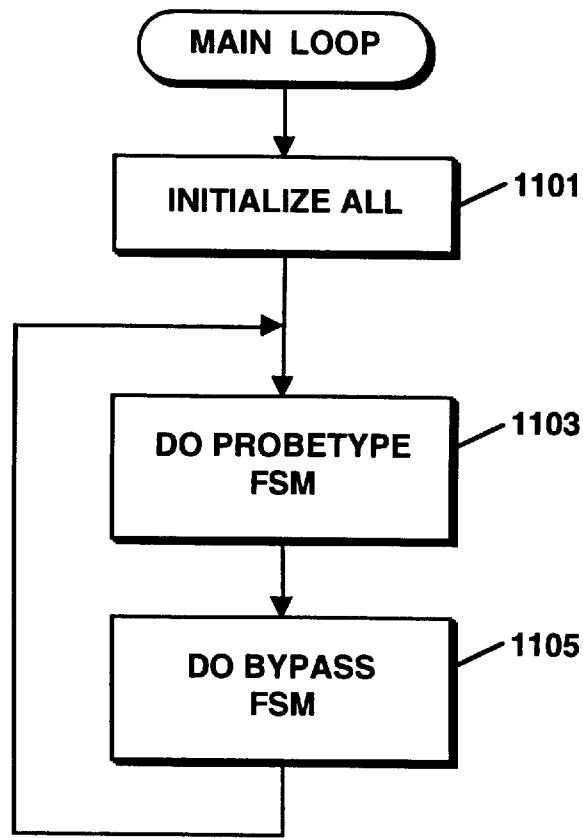 MAIN LOOP
INITIALIZE ALL
1101
DO PROBETYPE
FSM
1103
DO BYPASS
FSM
1105